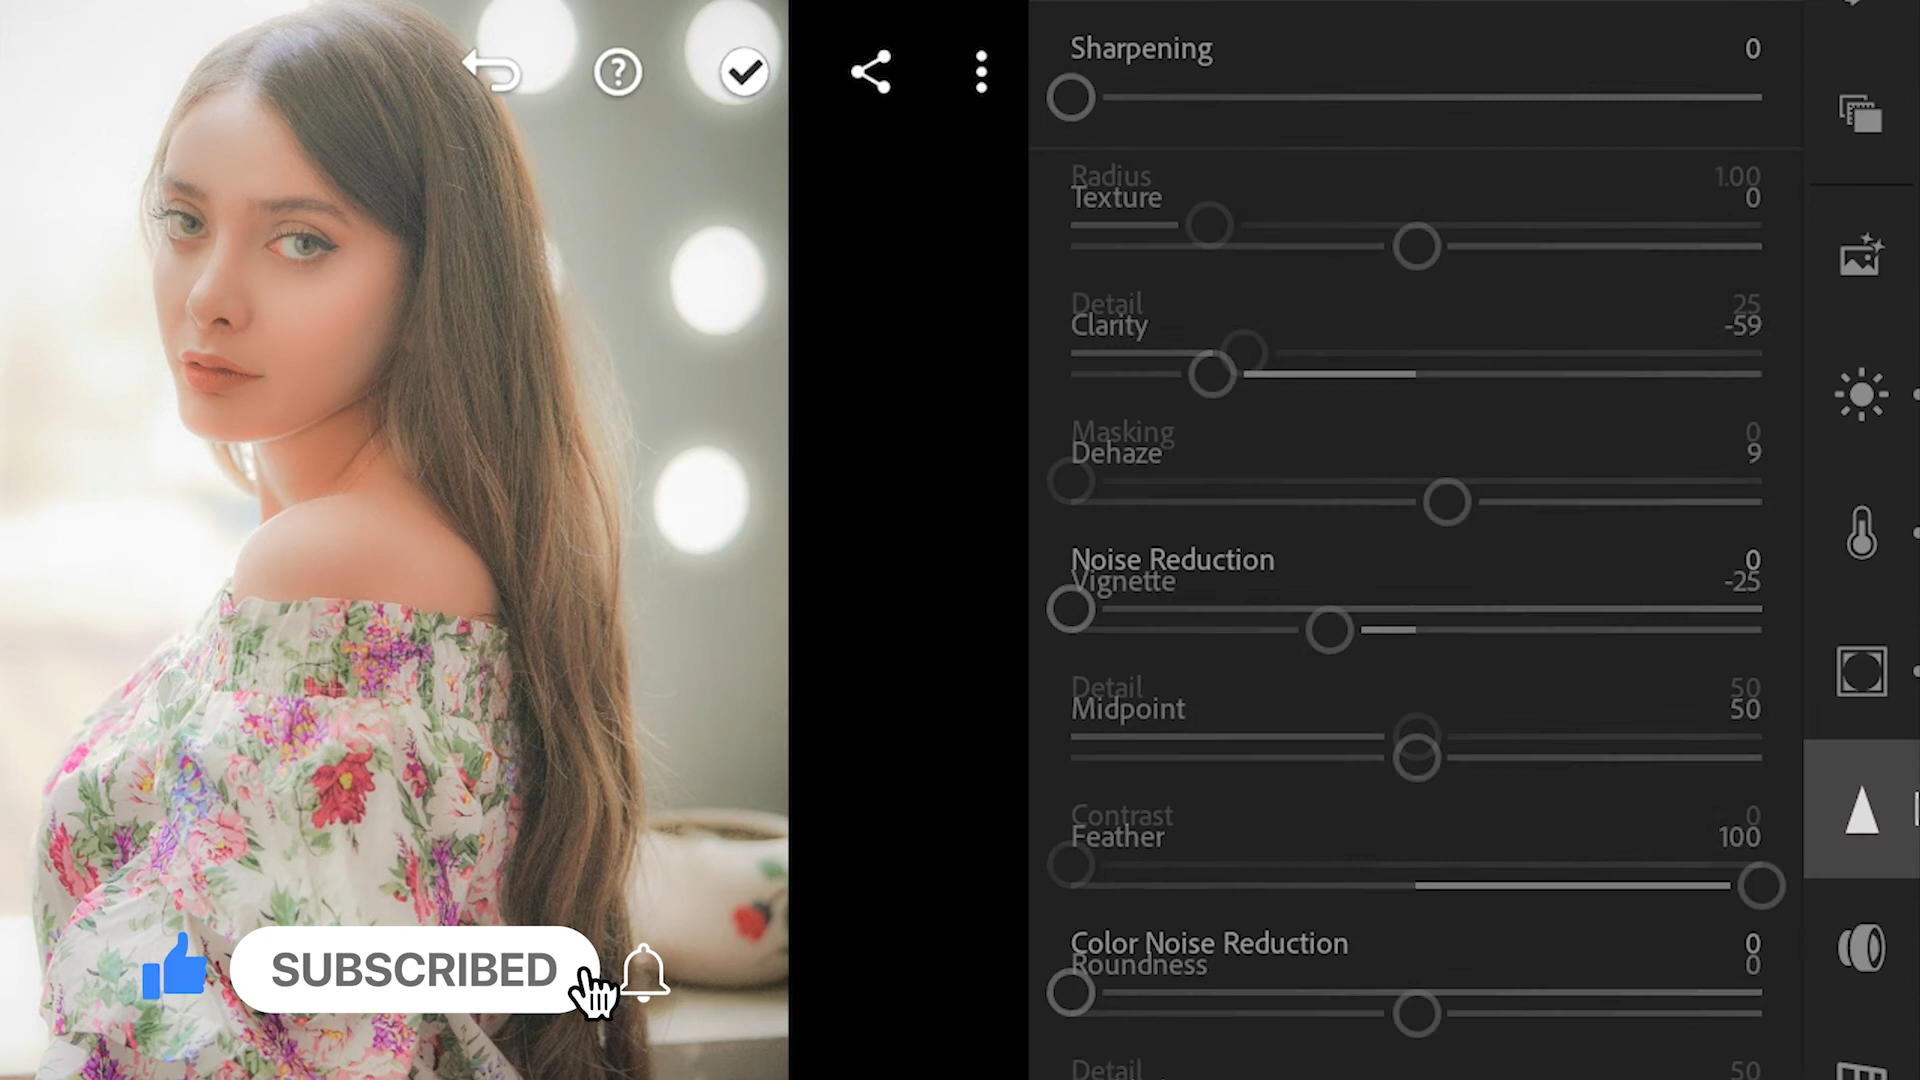 Sharpening 0
Radius 1.00
Texture 0
Detail 25
Clarity -59
Masking 0
Dehaze 9
Noise Reduction 0
Vignette -25
Detail 50
Midpoint 50
Contrast 0
Feather 100
Color Noise Reduction 0
Roundness 0
Detail 50
SUBSCRIBED